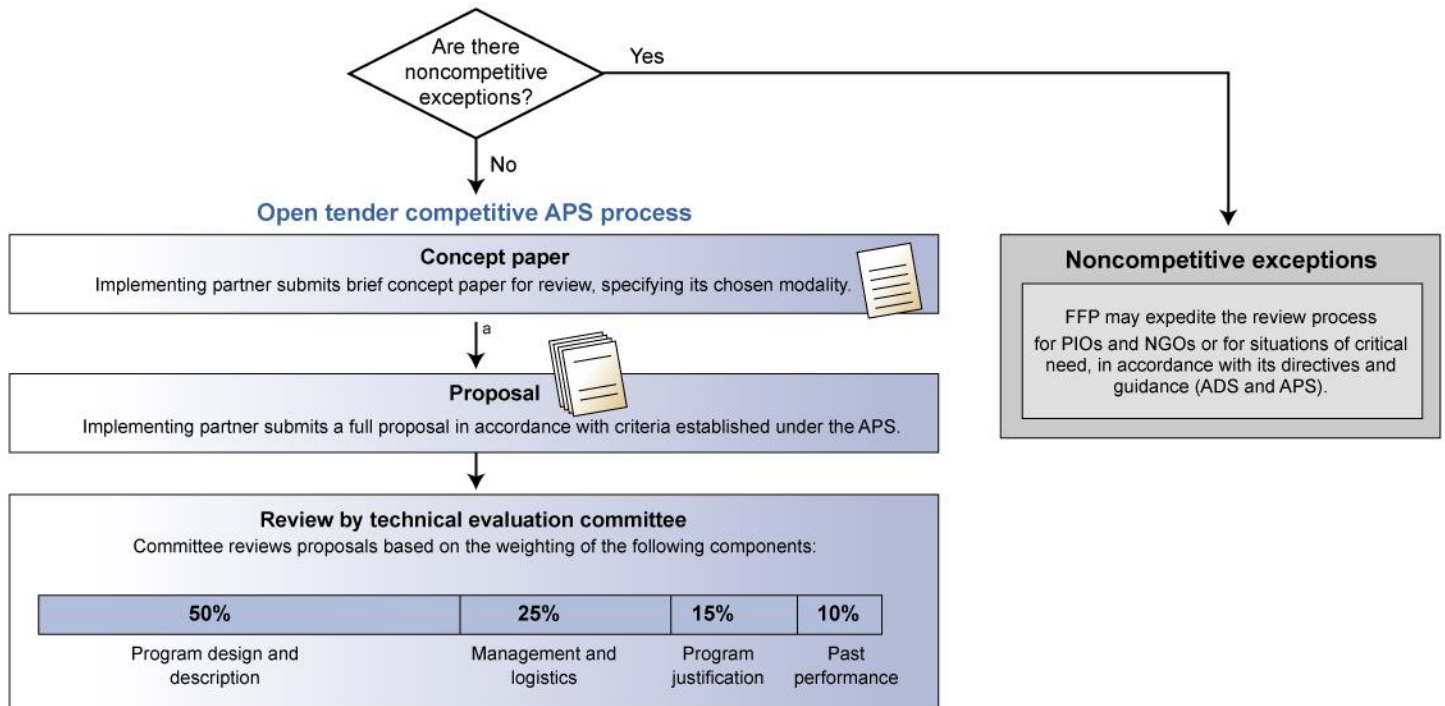 Are there
noncompetitive
exceptions?
Yes
No
Open tender competitive APS process
Concept paper
Implementing partner submits brief concept paper for review, specifying its chosen modality.
a
Proposal
Implementing partner submits a full proposal in accordance with criteria established under the APS.
Review by technical evaluation committee
Committee reviews proposals based on the weighting of the following components:
50%
25%
15%
10%
Program design and
description
Management and
logistics
Program
justification
Past
performance
Noncompetitive exceptions
FFP may expedite the review process
for PIOs and NGOs or for situations of critical
need, in accordance with its directives and
guidance (ADS and APS).